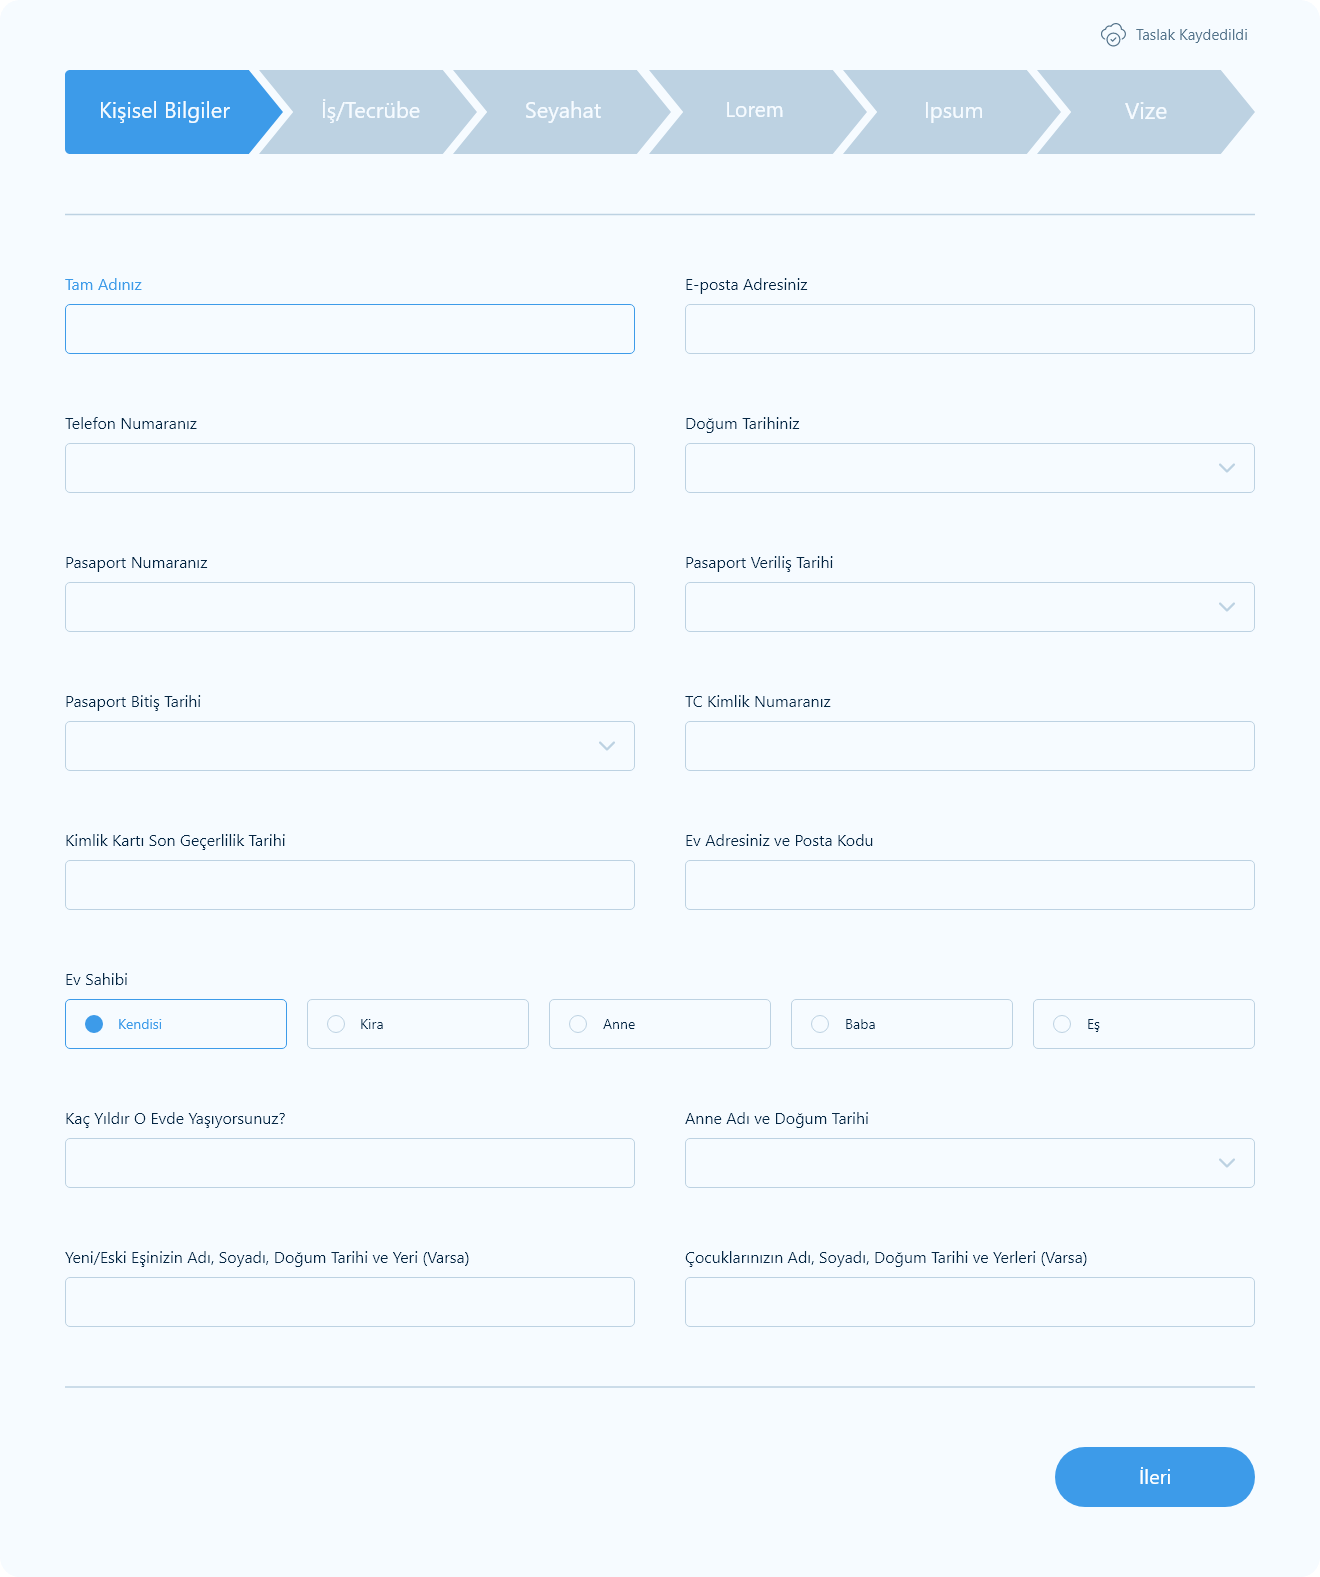 Taslak Kaydedildi
Kişisel Bilgiler
İş/Tecrübe
Seyahat
Lorem
Ipsum
Vize
Tam Adınız
E-posta Adresiniz
Telefon Numaranız
Doğum Tarihiniz
Pasaport Numaranız
Pasaport Veriliş Tarihi
Pasaport Bitiş Tarihi
TC Kimlik Numaranız
Kimlik Kartı Son Geçerlilik Tarihi
Ev Adresiniz ve Posta Kodu
Ev Sahibi
Kendisi
Kira
Anne
Baba
Eş
Kaç Yıldır O Evde Yaşıyorsunuz?
Anne Adı ve Doğum Tarihi
Yeni/Eski Eşinizin Adı, Soyadı, Doğum Tarihi ve Yeri (Varsa)
Çocuklarınızın Adı, Soyadı, Doğum Tarihi ve Yerleri (Varsa)
İleri